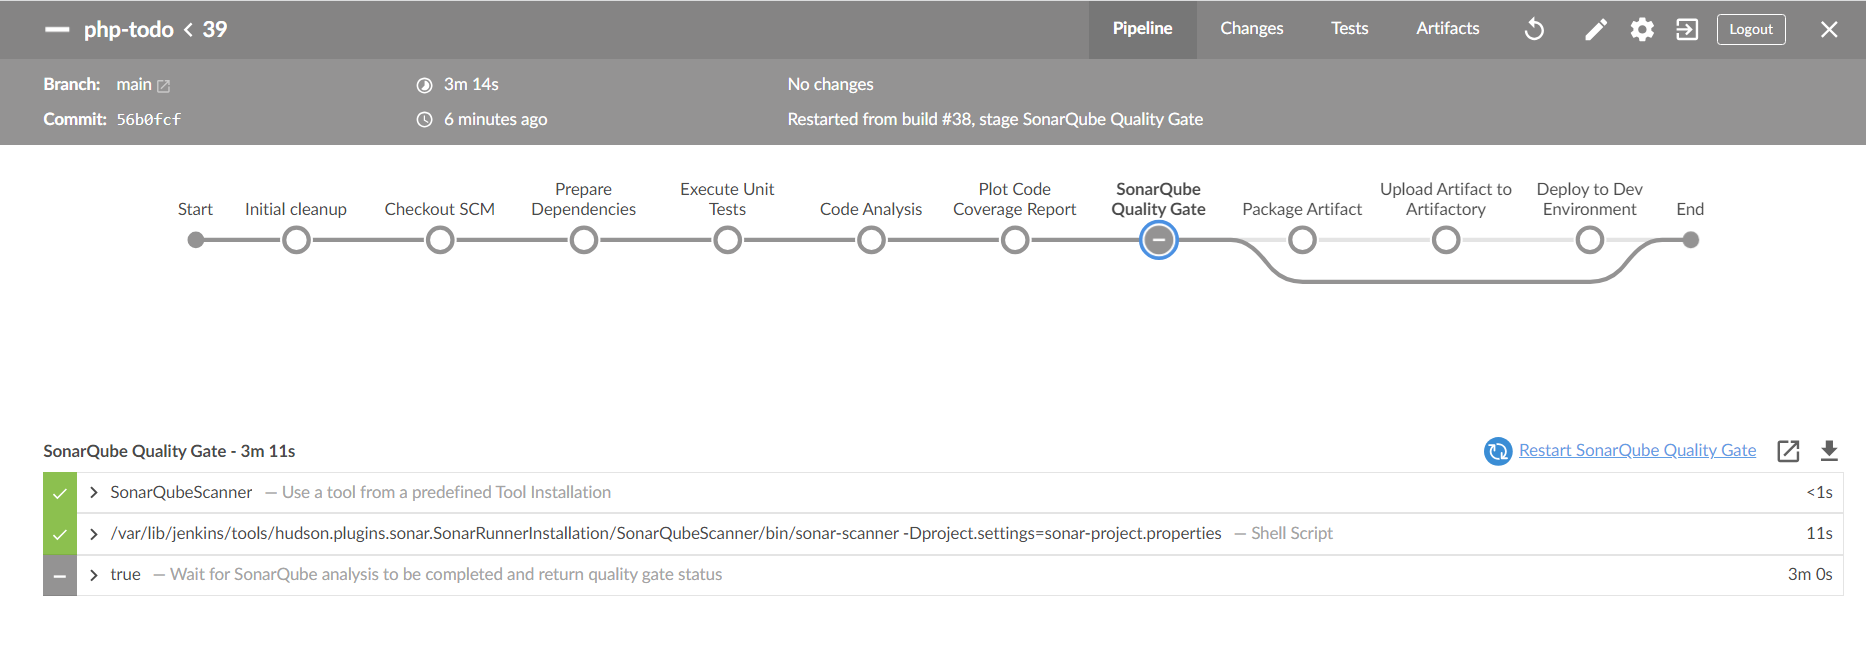 php-todo < 39
Pipeline
Changes
Tests
Artifacts
Logout
Branch: main
3m 14s
No changes
Commit: 56b0fcf
6 minutes ago
Restarted from build #38, stage SonarQube Quality Gate
Start
Initial cleanup
Checkout SCM
Prepare
Dependencies
Execute Unit
Tests
Code Analysis
Plot Code
Coverage Report
SonarQube
Quality Gate
Package Artifact
Upload Artifact to
Artifactory
Deploy to Dev
Environment
End
SonarQube Quality Gate - 3m 11s
Restart SonarQube Quality Gate
SonarQubeScanner — Use a tool from a predefined Tool Installation <1s
/var/lib/jenkins/tools/hudson.plugins.sonar.SonarRunnerInstallation/SonarQubeScanner/bin/sonar-scanner -Dproject.settings=sonar-project.properties — Shell Script 11s
true — Wait for SonarQube analysis to be completed and return quality gate status 3m 0s